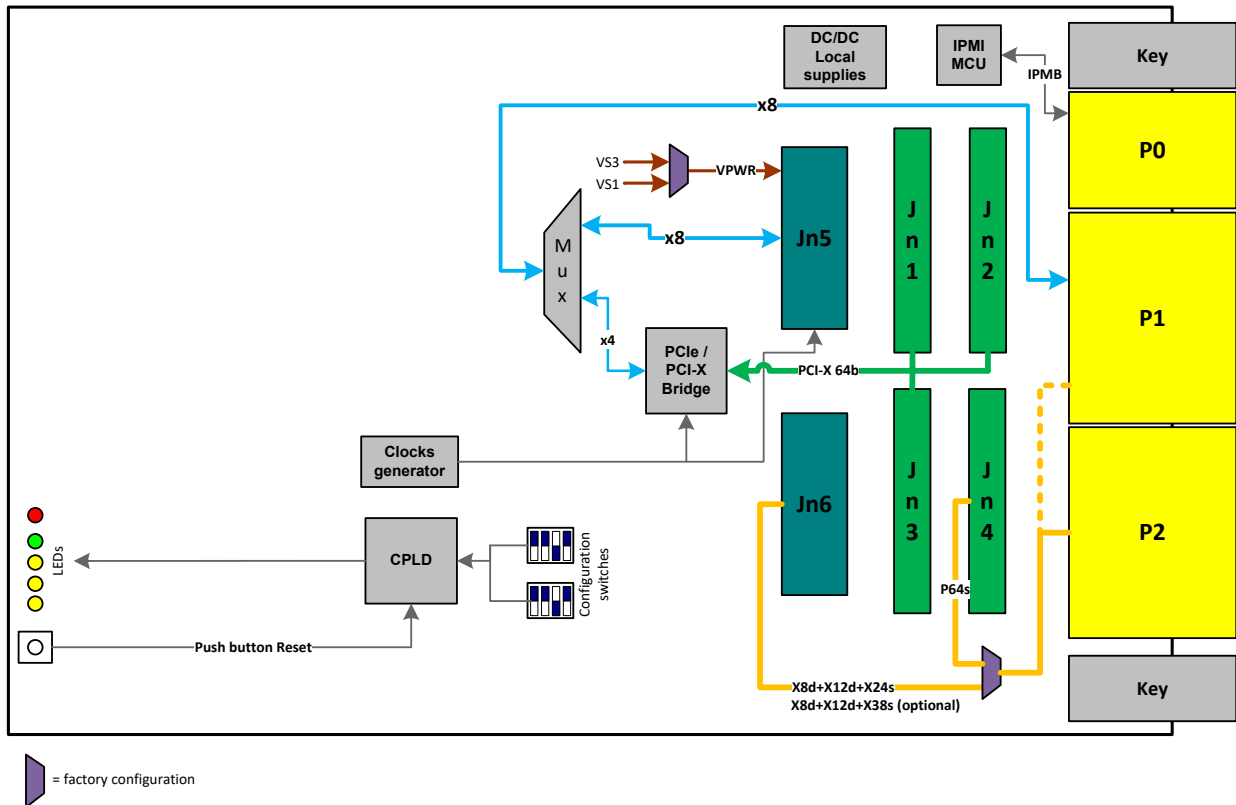 DC/DC
Local
supplies
IPMI
MCU
IPMB
Key
x8
P0
VS3
VS1
VPWR
Jn5
J
n
1
J
n
2
M
u
x
x8
P1
x4
PCIe /
PCI-X
Bridge
PCI-X 64b
Clocks
generator
Jn6
J
n
3
J
n
4
P2
LEDs
CPLD
Configuration
switches
P64s
Push button Reset
X8d+X12d+X24s
X8d+X12d+X38s (optional)
Key
= factory configuration